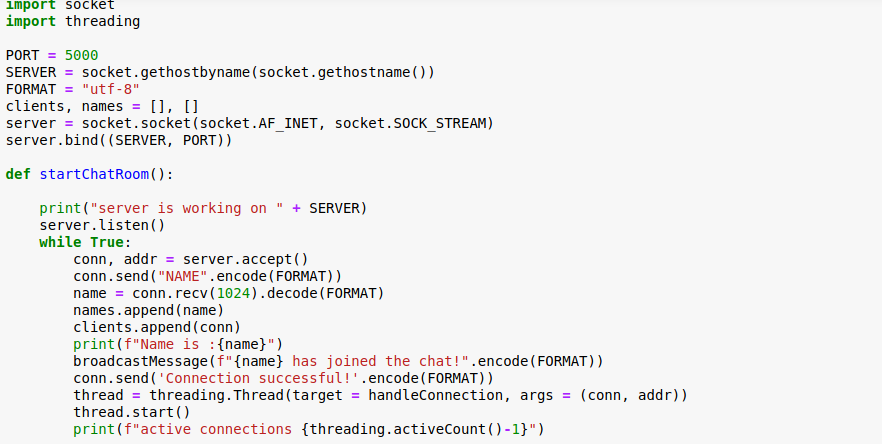 import socket
import threading
PORT = 5000
SERVER = socket.gethostbyname(socket.gethostname())
FORMAT = "utf-8"
clients, names = [], []
server = socket.socket(socket.AF_INET, socket.SOCK_STREAM)
server.bind((SERVER, PORT))
def startChatRoom():
    print("server is working on " + SERVER)
    server.listen()
    while True:
        conn, addr = server.accept()
        conn.send("NAME".encode(FORMAT))
        name = conn.recv(1024).decode(FORMAT)
        names.append(name)
        clients.append(conn)
        print(f"Name is :{name}")
        broadcastMessage(f"{name} has joined the chat!".encode(FORMAT))
        conn.send('Connection successful!'.encode(FORMAT))
        thread = threading.Thread(target = handleConnection, args = (conn, addr))
        thread.start()
        print(f"active connections {threading.activeCount()-1}")